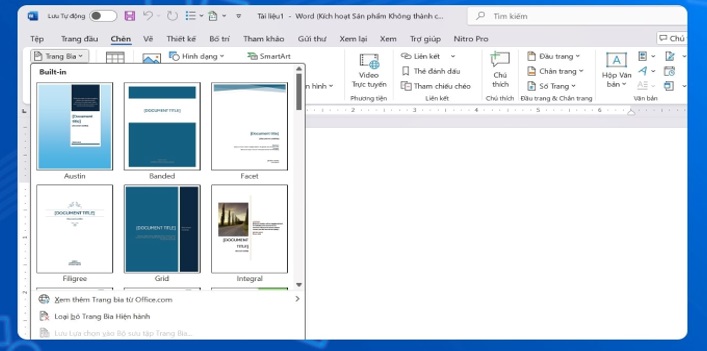 Lưu Tự động
Tài liệu1 - Word (Kích hoạt Sản phẩm Không thành c...
Tìm kiếm
Tệp Trang đầu Chèn Vẽ Thiết kế Bố trí Tham khảo Gửi thư Xem lại Xem Trợ giúp Nitro Pro
Chú
Trang Bìa
Hình dạng
SmartArt
hình
Video
Trực tuyến
Phương tiện
Liên kết
Thẻ đánh dấu
Tham chiếu chéo
Liên kết
Chú
thích
Chú thích
Đầu trang
Chân trang
Số Trang
Đầu trang & Chân trang
Hộp Văn
bản
Văn bản
Built-in
[Document
title]
[DOCUMENT TITLE]
[Document title]
Austin Banded Facet
[DOCUMENT TITLE]
[DOCUMENT TITLE]
[DOCUMENT
TITLE]
Filigree Grid Integral
Xem thêm Trang bìa từ Office.com
Loại bỏ Trang Bìa Hiện hành
Lưu Lựa chọn vào Bộ sưu tập Trang Bìa...